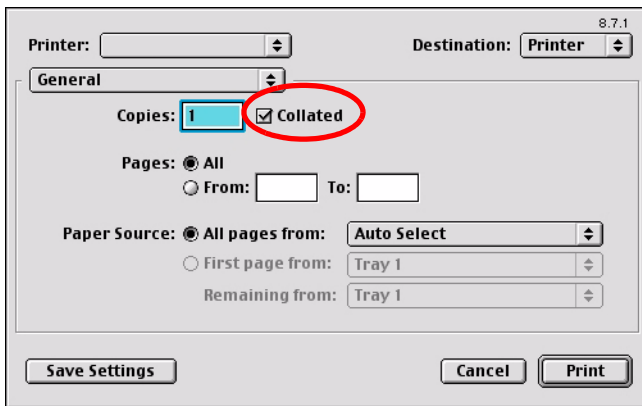 8.7.1
Printer: Destination: Printer
General
Copies: 1 Collated
Pages: All
From: To:
Paper Source: All pages from: Auto Select
First page from: Tray 1
Remaining from: Tray 1
Save Settings Cancel Print